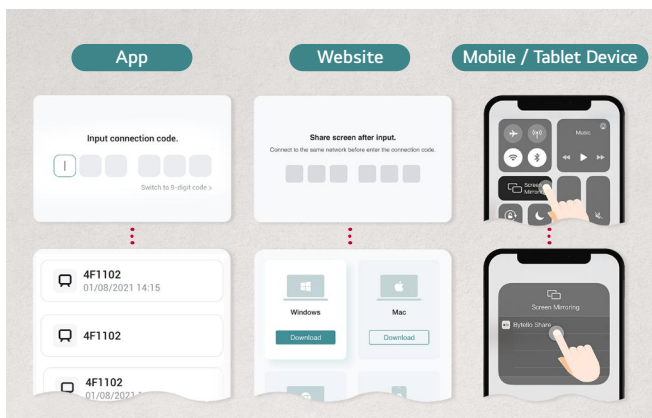 App
Website
Mobile / Tablet Device
Input connection code.
Switch to 9-digit code >
Share screen after input.
Connect to the same network before enter the connection code.
Music
Screen
Mirroring
4F1102
01/08/2021 14:15
4F1102
4F1102
01/08/2021
Windows
Download
Mac
Download
Screen Mirroring
Bytello Share